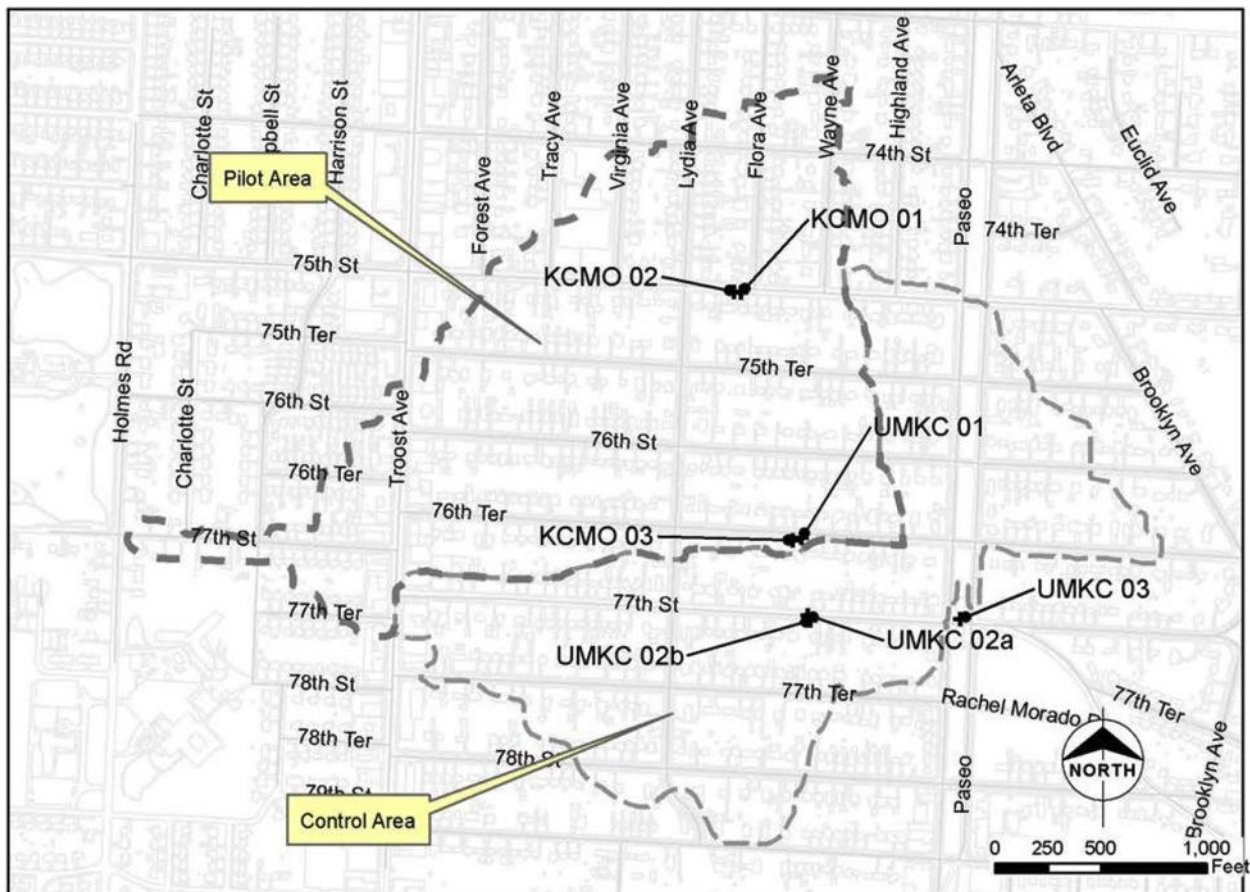 Charlotte St
pbell St
Harrison St
Forest Ave
Tracy Ave
Virginia Ave
Lydia Ave
Flora Ave
Wayne Ave
Highland Ave
Arleta Blvd
Euclid Ave
74th St
Pilot Area
Paseo
74th Ter
KCMO 01
KCMO 02
75th St
75th Ter
75th Ter
Holmes Rd
Charlotte St
76th St
Troost Ave
76th St
Brooklyn Ave
UMKC 01
76th Ter
76th Ter
KCMO 03
77th St
UMKC 03
77th St
77th Ter
UMKC 02a
UMKC 02b
78th St
77th Ter
Rachel Morado
77th Ter
78th Ter
78th St
NORTH
79th St
Paseo
Brooklyn Ave
Control Area
0 250 500 1,000
Feet